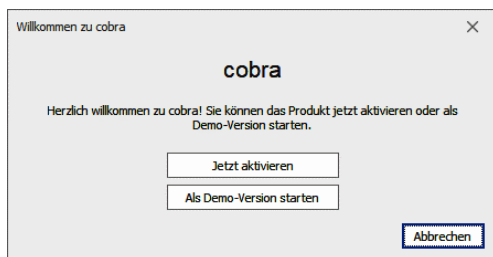 Willkommen zu cobra
cobra
Herzlich willkommen zu cobra! Sie können das Produkt jetzt aktivieren oder als
Demo-Version starten.
Jetzt aktivieren
Als Demo-Version starten
Abbrechen